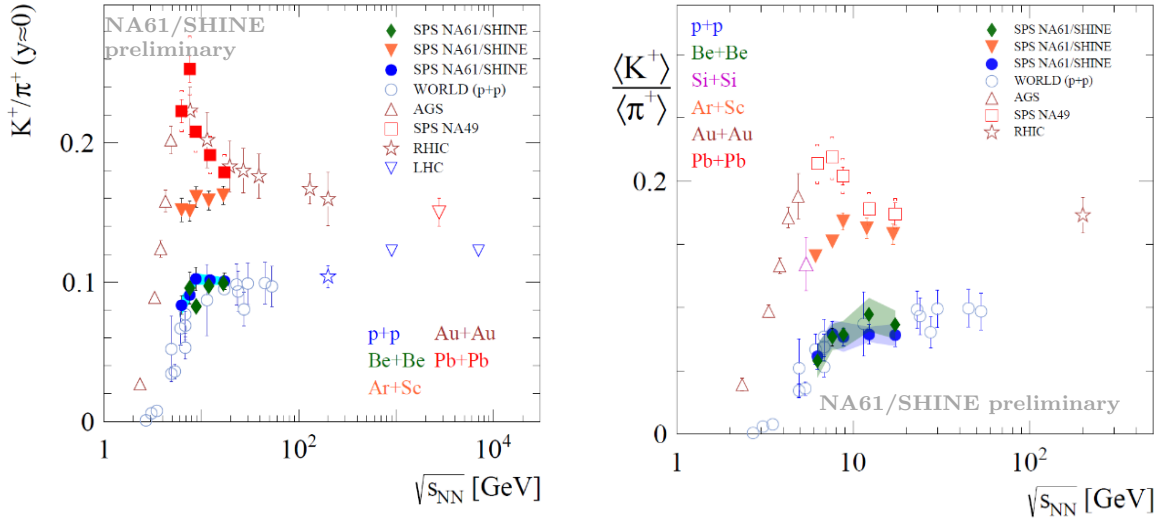 K⁺/π⁺ (y≈0)
NA61/SHINE
preliminary
SPS NA61/SHINE
SPS NA61/SHINE
SPS NA61/SHINE
WORLD (p+p)
AGS
SPS NA49
RHIC
LHC
0.2
0.1
0
p+p Au+Au
Be+Be Pb+Pb
Ar+Sc
1 10 10² 10³ 10⁴
√sNN [GeV]
⟨K⁺⟩
⟨π⁺⟩
p+p
Be+Be
Si+Si
Ar+Sc
Au+Au
Pb+Pb
SPS NA61/SHINE
SPS NA61/SHINE
SPS NA61/SHINE
WORLD (p+p)
AGS
SPS NA49
RHIC
0.2
0
NA61/SHINE preliminary
1 10 10²
√sNN [GeV]